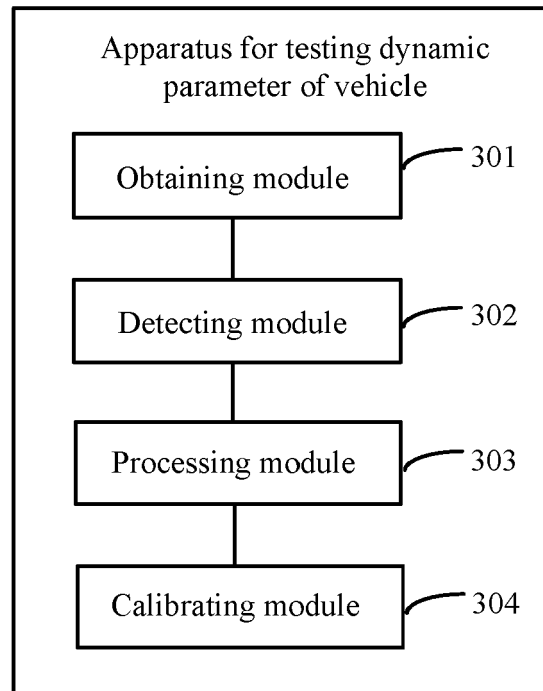 Apparatus for testing dynamic
parameter of vehicle
Obtaining module
301
Detecting module
302
Processing module
303
Calibrating module
304